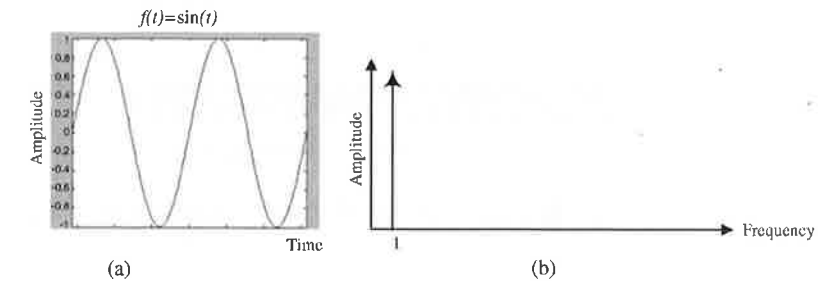 f(t)=sin(t)
1
0.8
0.6
0.4
0.2
0
-0.2
-0.4
-0.6
-0.8
-1
Amplitude
Time
(a)
Amplitude
1
Frequency
(b)